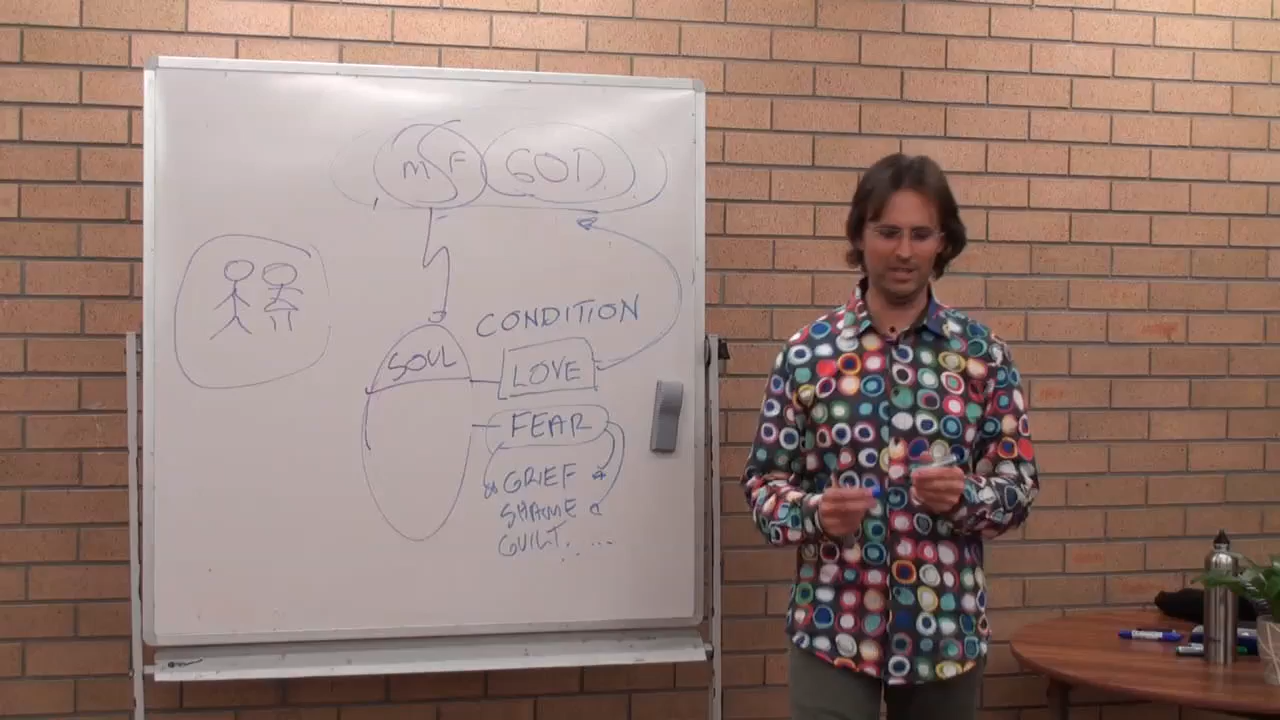 M F GOD
CONDITION
SOUL
LOVE
FEAR
GRIEF
SHAME
GUILT. ...